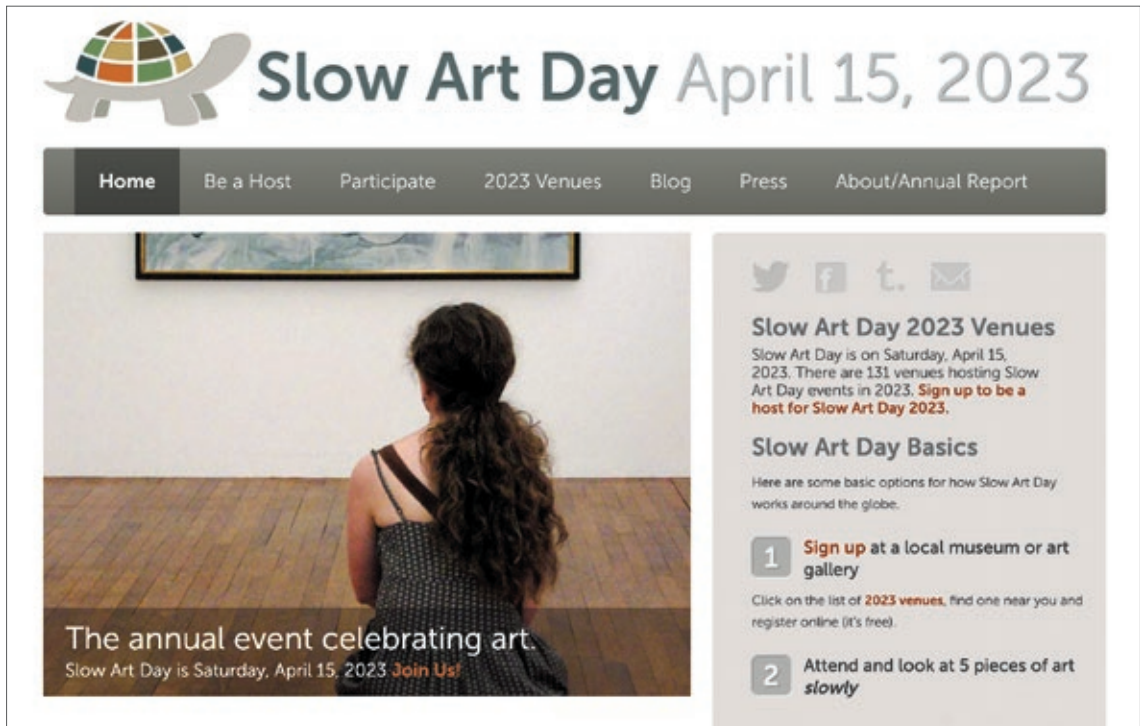 Slow Art Day April 15, 2023
Home Be a Host Participate 2023 Venues Blog Press About/Annual Report
The annual event celebrating art.
Slow Art Day is Saturday, April 15, 2023 Join Us!
Slow Art Day 2023 Venues
Slow Art Day is on Saturday, April 15,
2023. There are 131 venues hosting Slow
Art Day events in 2023. Sign up to be a
host for Slow Art Day 2023.
Slow Art Day Basics
Here are some basic options for how Slow Art Day
works around the globe.
1 Sign up at a local museum or art
gallery
Click on the list of 2023 venues, find one near you and
register online (it's free).
2 Attend and look at 5 pieces of art
slowly